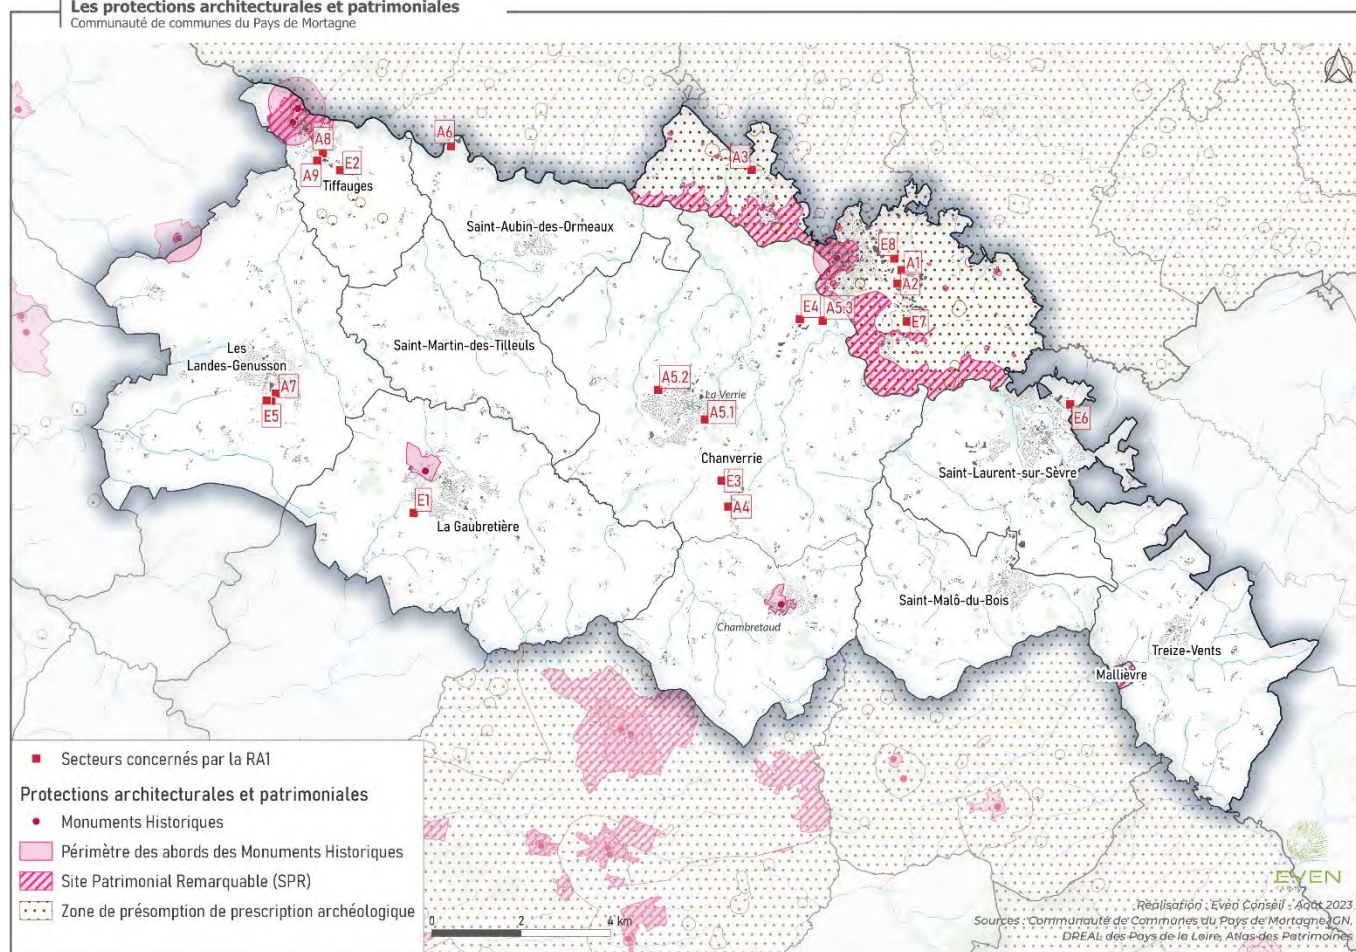 Les protections architecturales et patrimoniales
Communauté de communes du Pays de Mortagne
A6
A8
A3
A9
E2
Tiffauges
Saint-Aubin-des-Ormeaux
E8
A1
A2
E4
A5.3
E7
Les
Landes-Genusson
Saint-Martin-des-Tilleuls
A7
E5
A5.2
La Verrie
A5.1
E6
Chanverrie
Saint-Laurent-sur-Sèvre
E3
E1
A4
La Gaubretière
Saint-Malô-du-Bois
Chambretaud
Treize-Vents
Mallièvre
Secteurs concernés par la RA1
Protections architecturales et patrimoniales
Monuments Historiques
Périmètre des abords des Monuments Historiques
Site Patrimonial Remarquable (SPR)
Zone de présomption de prescription archéologique
0 2 4 km
EVEN
Réalisation : Even Conseil - Août 2023
Sources : Communauté de Communes du Pays de Mortagne, IGN,
DREAL des Pays de la Loire, Atlas des Patrimoines